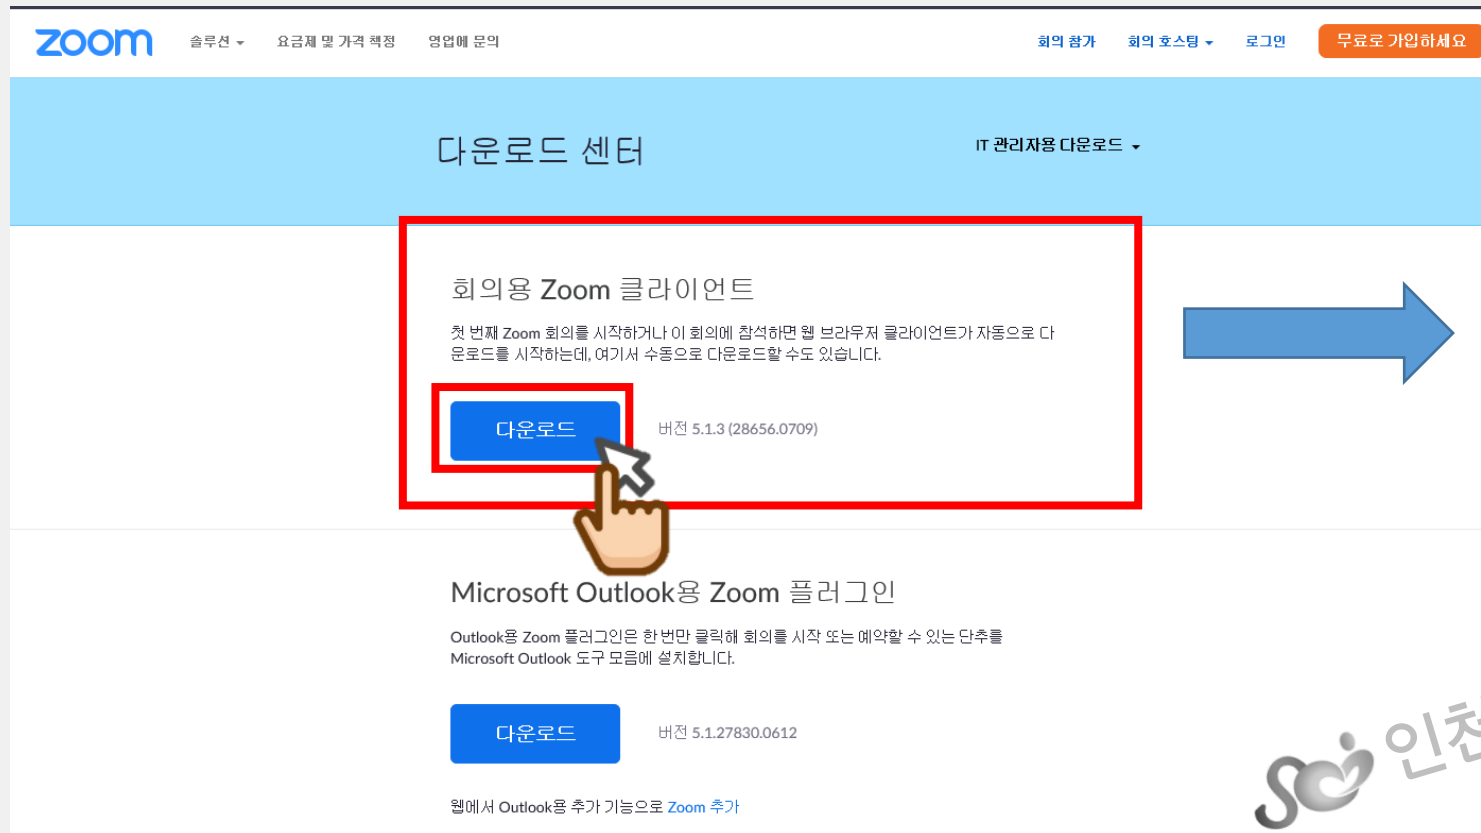 zoom 솔루션 요금제 및 가격 책정 영업에 문의 회의 참가 회의 호스팅 로그인 무료로 가입하세요
다운로드 센터 IT 관리자용 다운로드
회의용 Zoom 클라이언트
첫 번째 Zoom 회의를 시작하거나 이 회의에 참석하면 웹 브라우저 클라이언트가 자동으로 다
운로드를 시작하는데, 여기서 수동으로 다운로드할 수도 있습니다.
다운로드 버전 5.1.3 (28656.0709)
Microsoft Outlook용 Zoom 플러그인
Outlook용 Zoom 플러그인은 한 번만 클릭해 회의를 시작 또는 예약할 수 있는 단추를
Microsoft Outlook 도구 모음에 설치합니다.
다운로드 버전 5.1.27830.0612
웹에서 Outlook용 추가 기능으로 Zoom 추가